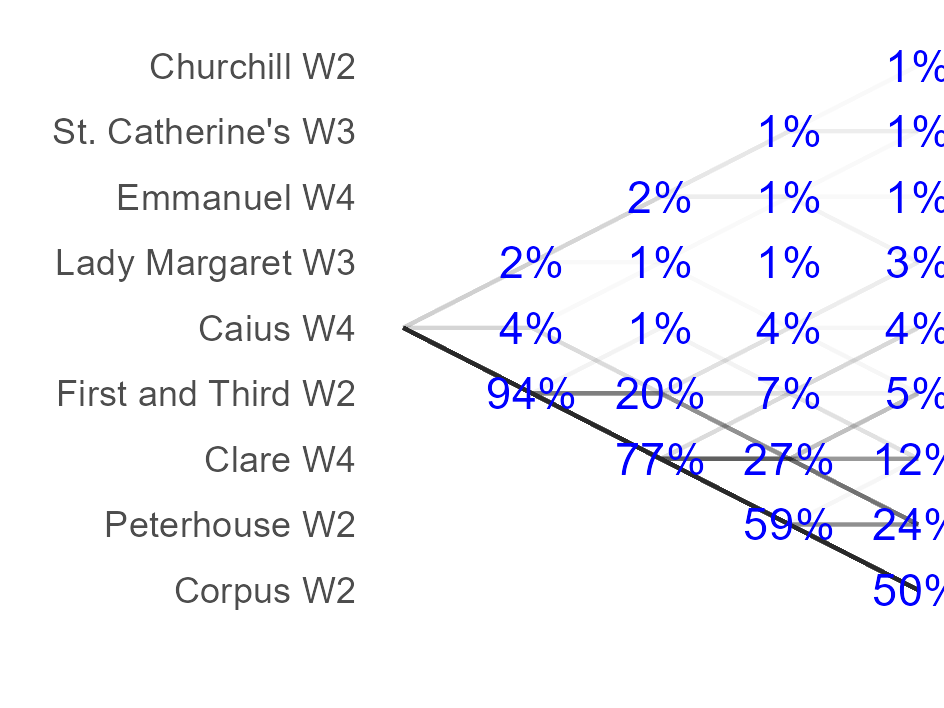 Churchill W2 1%
St. Catherine's W3 1% 1%
Emmanuel W4 2% 1% 1%
Lady Margaret W3 2% 1% 1% 3%
Caius W4 4% 1% 4% 4%
First and Third W2 94% 20% 7% 5%
Clare W4 77% 27% 12%
Peterhouse W2 59% 24%
Corpus W2 50%